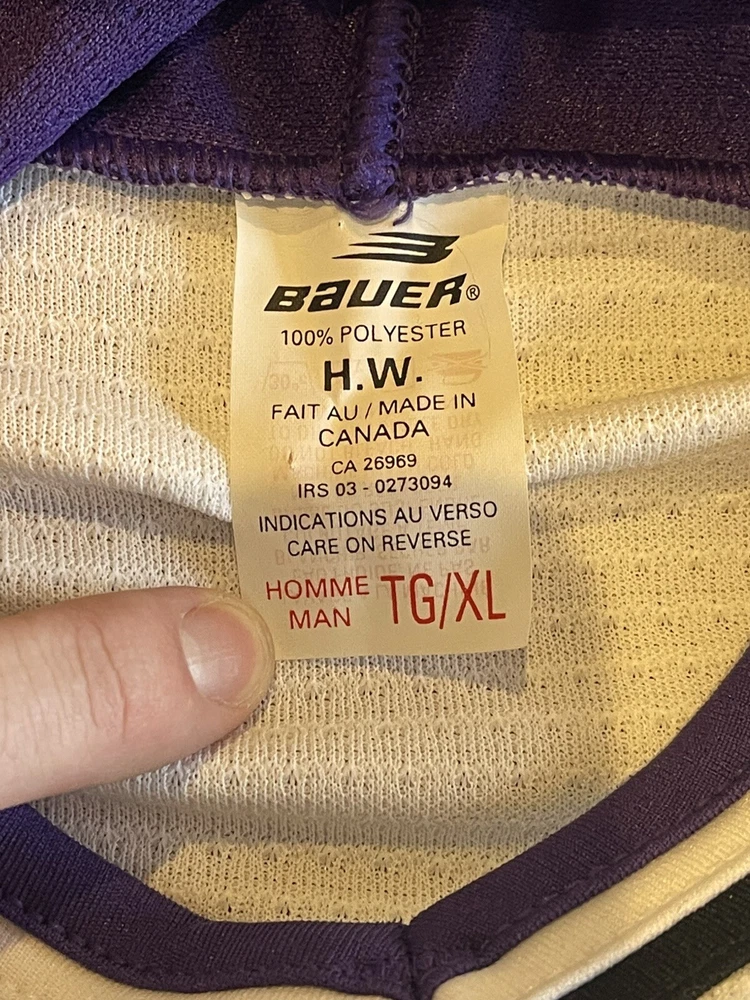 BAUER®
100% POLYESTER
H.W.
FAIT AU / MADE IN
CANADA
CA 26969
IRS 03 - 0273094
INDICATIONS AU VERSO
CARE ON REVERSE
HOMME TG/XL
MAN